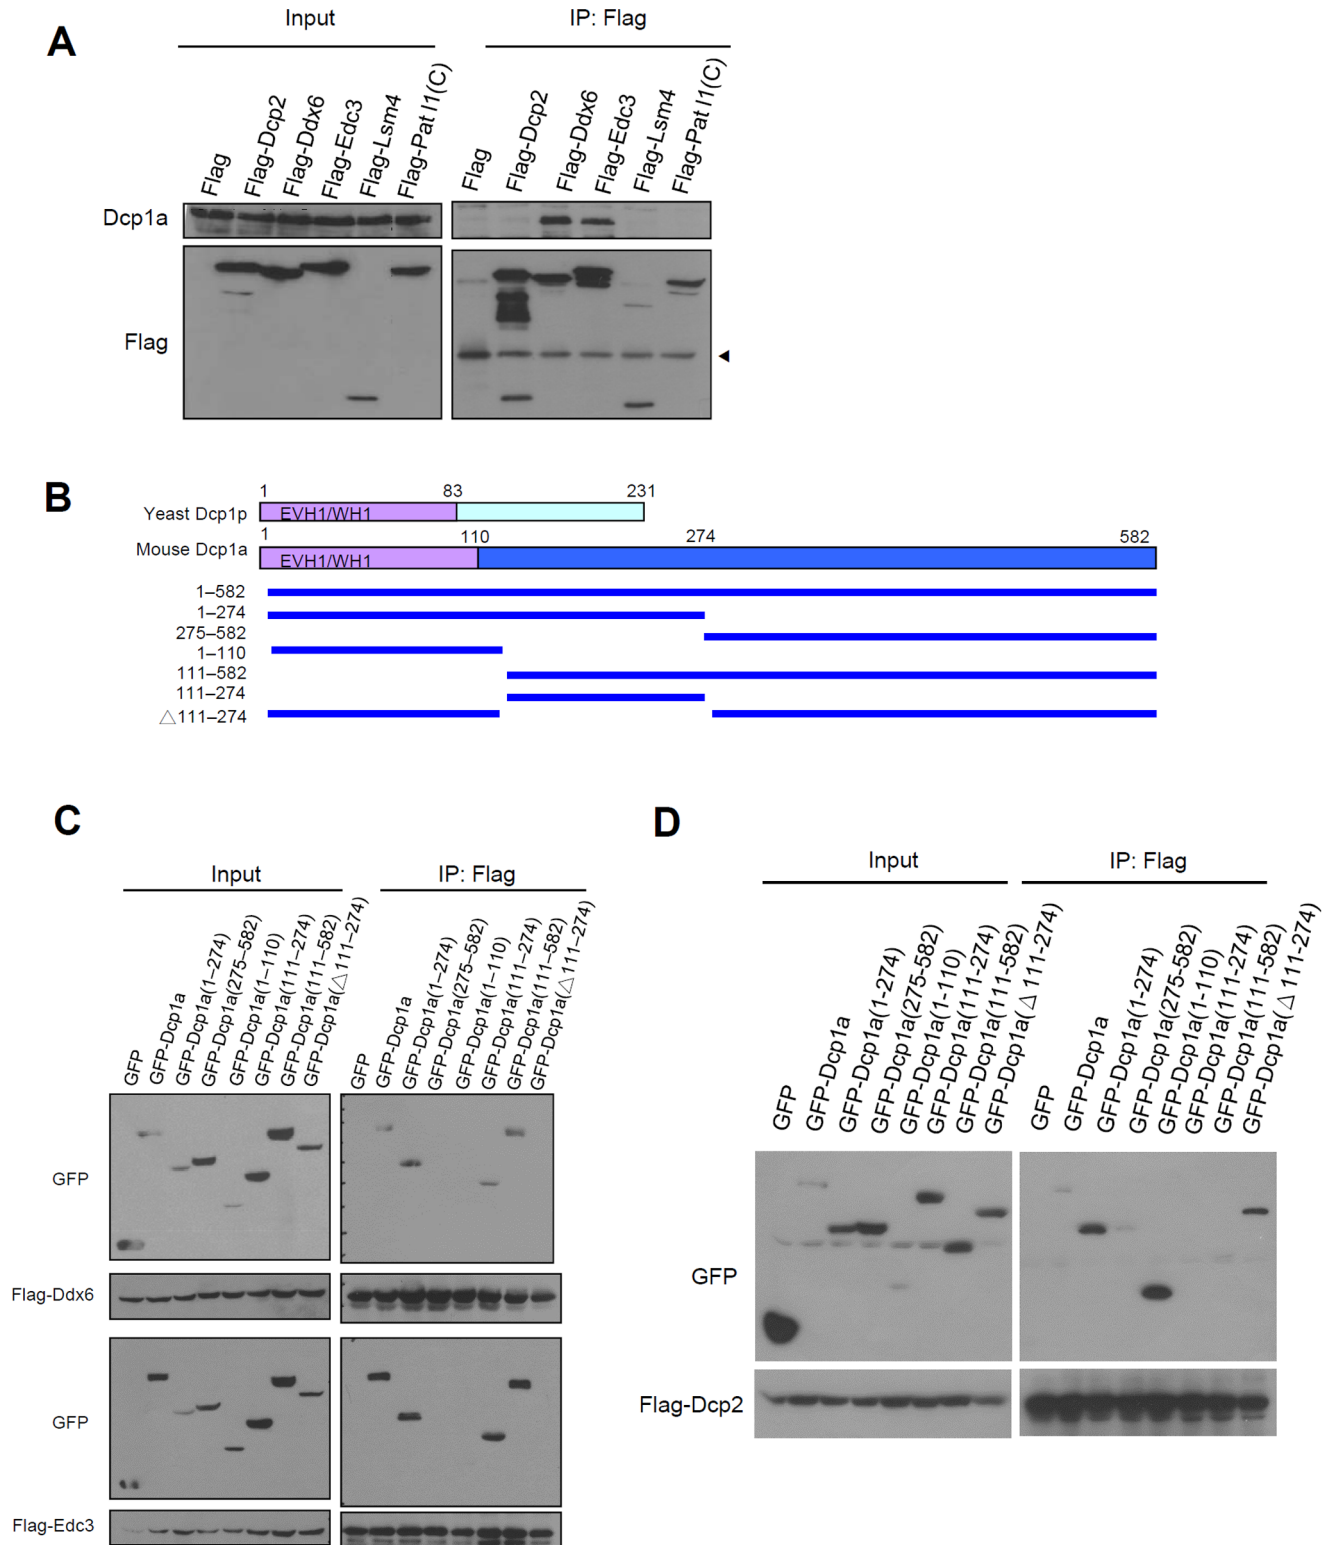 A
Input
IP: Flag
Flag
Flag-Dcp2
Flag-Ddx6
Flag-Edc3
Flag-Lsm4
Flag-Pat l1(C)
Flag
Flag-Dcp2
Flag-Ddx6
Flag-Edc3
Flag-Lsm4
Flag-Pat l1(C)
Dcp1a
Flag
B
1 83 231
Yeast Dcp1p EVH1/WH1
1 110 274 582
Mouse Dcp1a EVH1/WH1
1–582
1–274
275–582
1–110
111–582
111–274
△111–274
C
Input
IP: Flag
GFP
GFP-Dcp1a
GFP-Dcp1a(1–274)
GFP-Dcp1a(275–582)
GFP-Dcp1a(1–110)
GFP-Dcp1a(111–274)
GFP-Dcp1a(111–582)
GFP-Dcp1a(△111–274)
GFP
GFP-Dcp1a
GFP-Dcp1a(1–274)
GFP-Dcp1a(275–582)
GFP-Dcp1a(1–110)
GFP-Dcp1a(111–274)
GFP-Dcp1a(111–582)
GFP-Dcp1a(△111–274)
GFP
Flag-Ddx6
GFP
Flag-Edc3
D
Input
IP: Flag
GFP
GFP-Dcp1a
GFP-Dcp1a(1-274)
GFP-Dcp1a(275-582)
GFP-Dcp1a(1-110)
GFP-Dcp1a(111-274)
GFP-Dcp1a(111-582)
GFP-Dcp1a(△111-274)
GFP
GFP-Dcp1a
GFP-Dcp1a(1-274)
GFP-Dcp1a(275-582)
GFP-Dcp1a(1-110)
GFP-Dcp1a(111-274)
GFP-Dcp1a(111-582)
GFP-Dcp1a(△111-274)
GFP
Flag-Dcp2